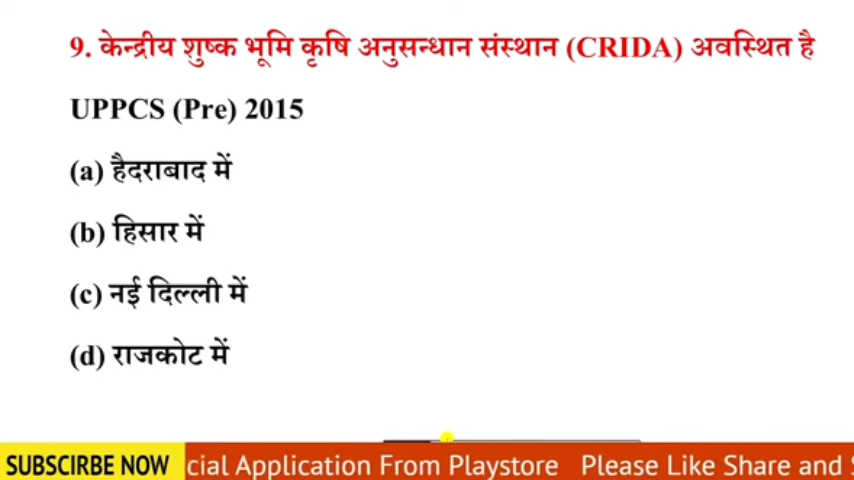 9. केन्द्रीय शुष्क भूमि कृषि अनुसन्धान संस्थान (CRIDA) अवस्थित है
UPPCS (Pre) 2015
(a) हैदराबाद में
(b) हिसार में
(c) नई दिल्ली में
(d) राजकोट में
SUBSCIRBE NOW cial Application From Playstore Please Like Share and